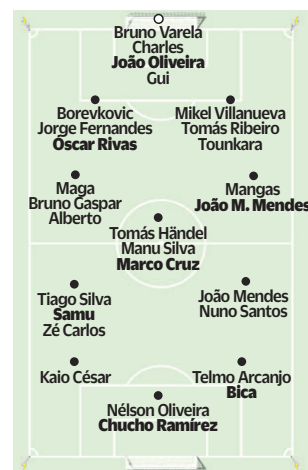 Bruno Varela
Charles
João Oliveira
Gui
Borevkovic
Jorge Fernandes
Óscar Rivas
Mikel Villanueva
Tomás Ribeiro
Tounkara
Maga
Bruno Gaspar
Alberto
Mangas
João M. Mendes
Tomás Händel
Manu Silva
Marco Cruz
Tiago Silva
Samu
Zé Carlos
João Mendes
Nuno Santos
Kaio César
Telmo Arcanjo
Bica
Nélson Oliveira
Chucho Ramírez